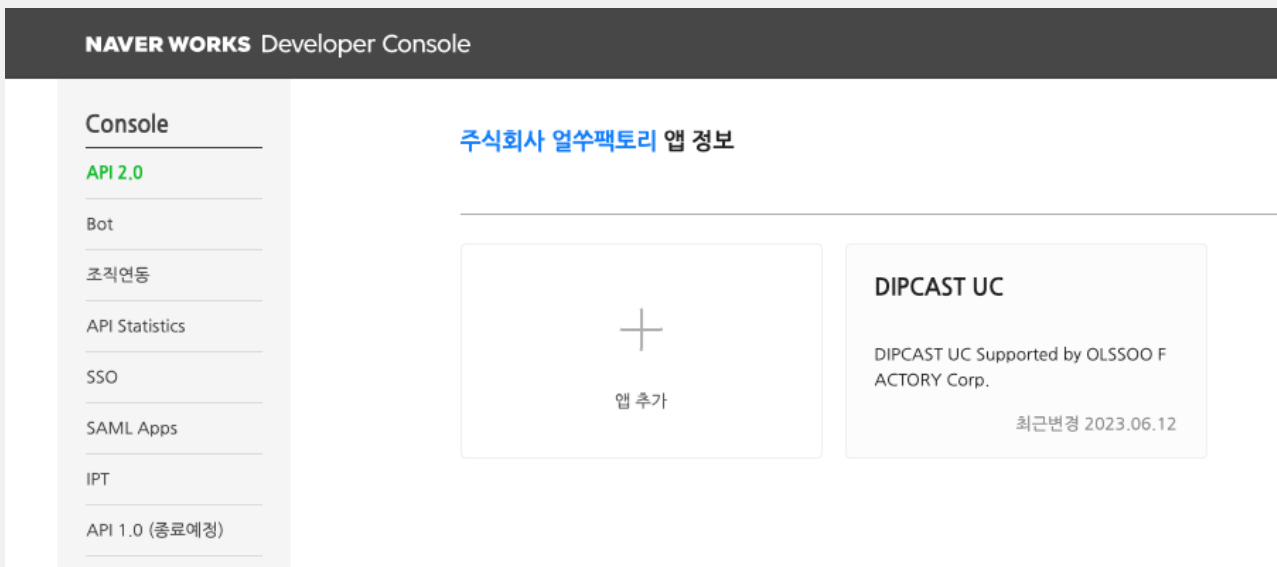 NAVER WORKS Developer Console
Console
API 2.0
Bot
조직연동
API Statistics
SSO
SAML Apps
IPT
API 1.0 (종료예정)
주식회사 얼쑤팩토리 앱 정보
앱 추가
DIPCAST UC
DIPCAST UC Supported by OLSSOO F
ACTORY Corp.
최근변경 2023.06.12